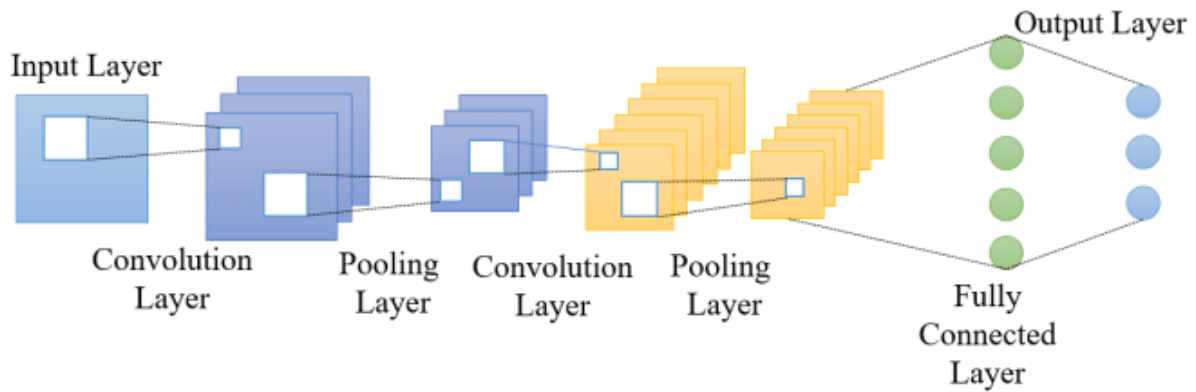 Input Layer
Convolution
Layer
Pooling
Layer
Convolution
Layer
Pooling
Layer
Fully
Connected
Layer
Output Layer